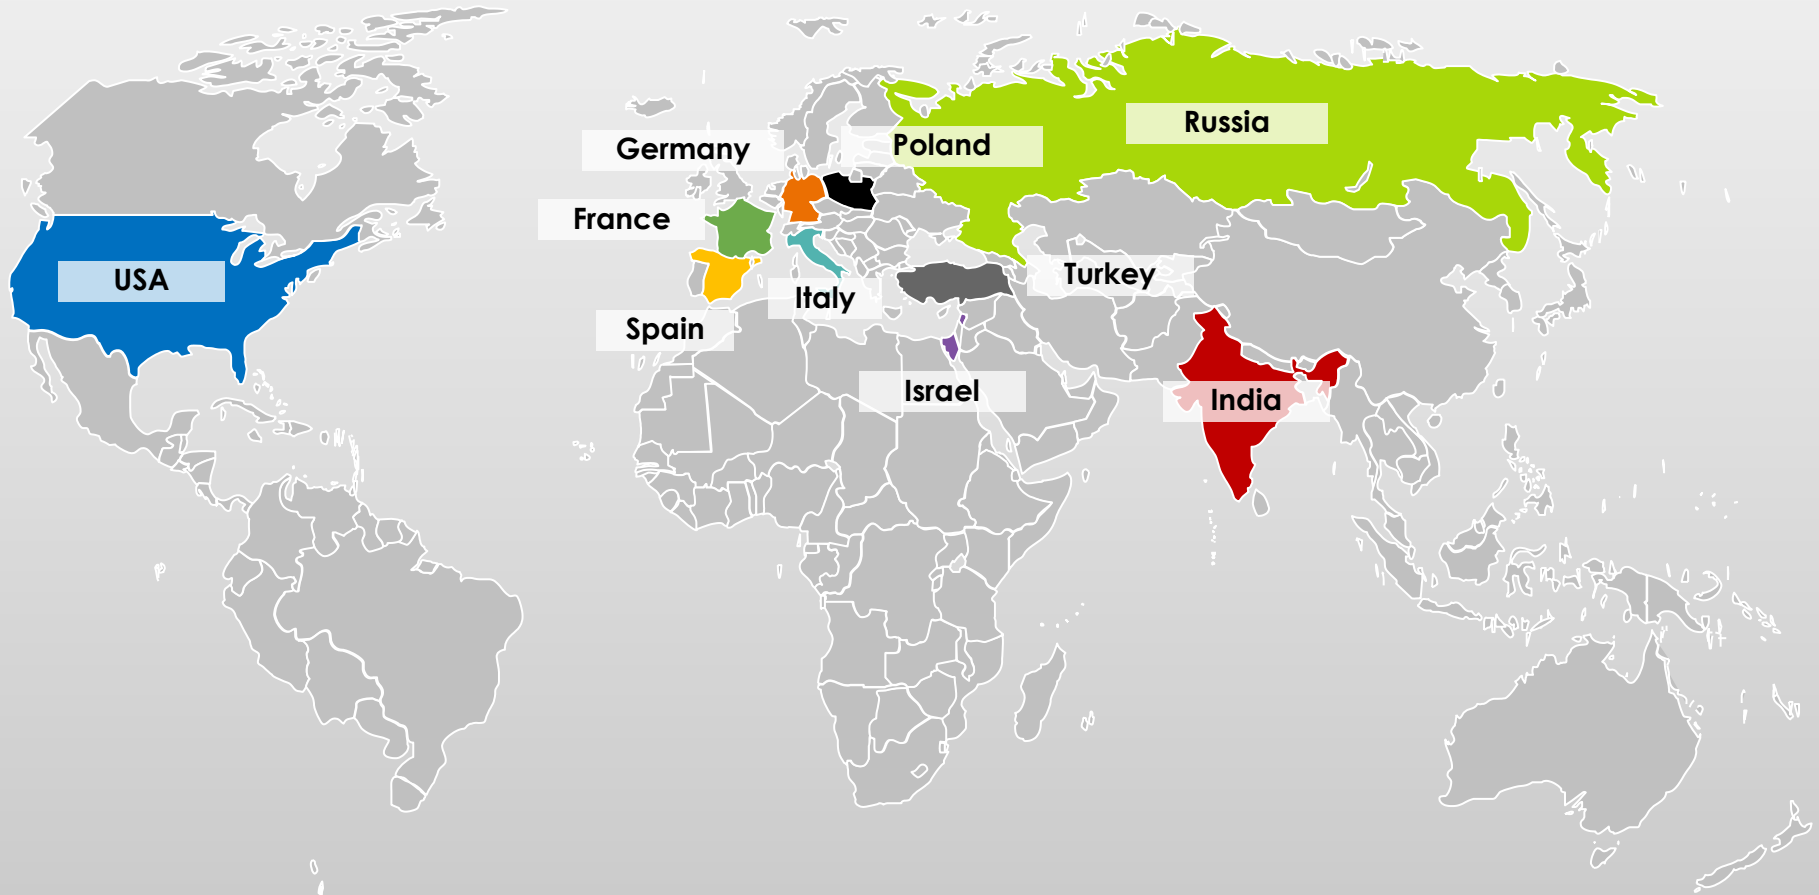 Russia
Germany
Poland
France
USA
Turkey
Italy
Spain
Israel
India